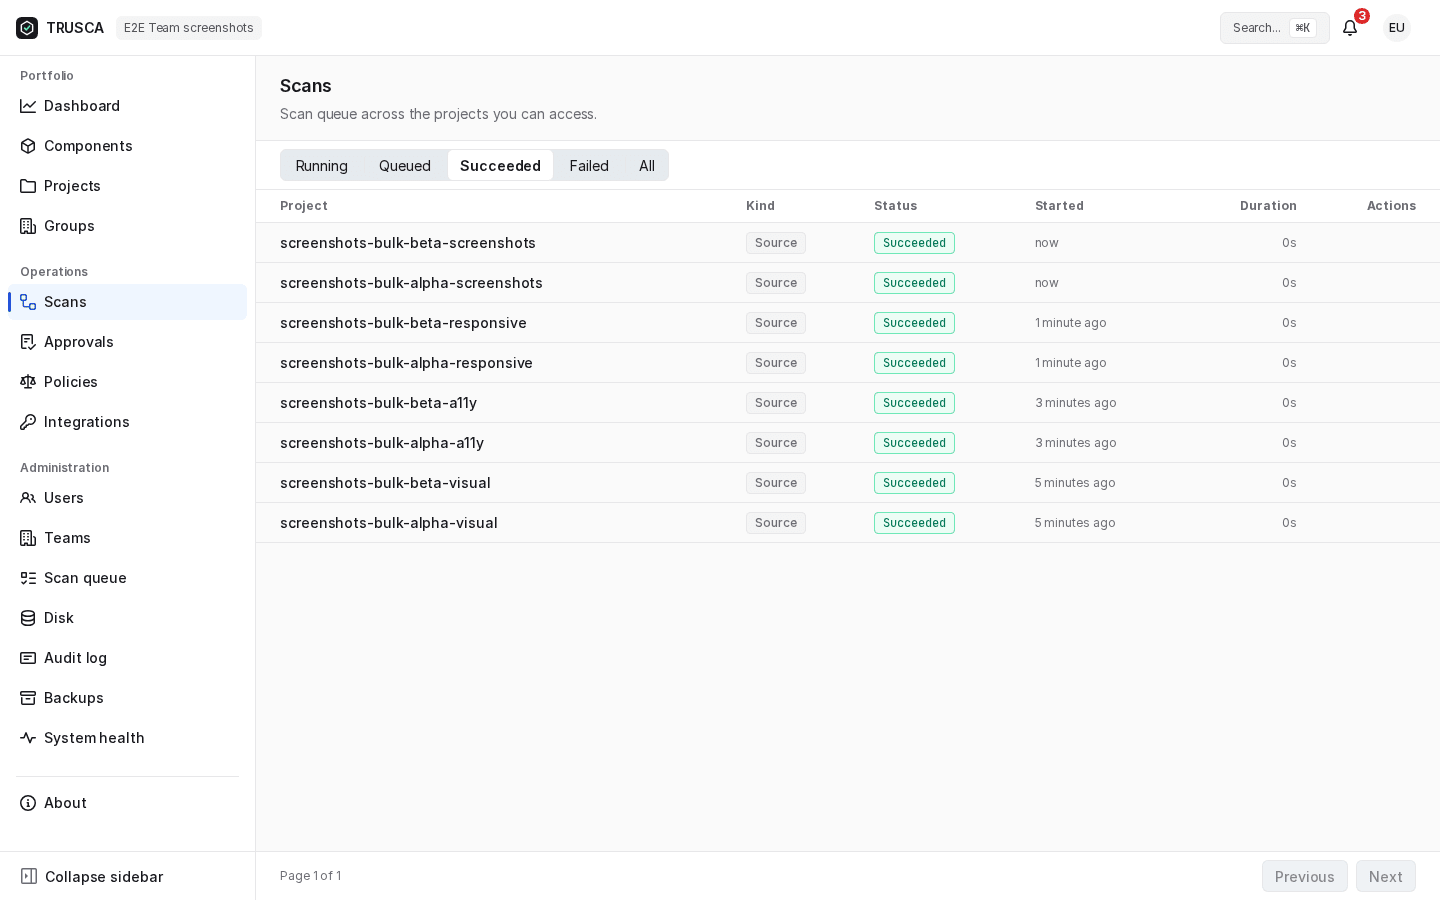 TRUSCA
E2E Team screenshots
Search...
⌘K
3
EU
Portfolio
Dashboard
Components
Projects
Groups
Operations
Scans
Approvals
Policies
Integrations
Administration
Users
Teams
Scan queue
Disk
Audit log
Backups
System health
About
Collapse sidebar
Scans
Scan queue across the projects you can access.
Running Queued Succeeded Failed All
Project Kind Status Started Duration Actions
screenshots-bulk-beta-screenshots Source Succeeded now 0s
screenshots-bulk-alpha-screenshots Source Succeeded now 0s
screenshots-bulk-beta-responsive Source Succeeded 1 minute ago 0s
screenshots-bulk-alpha-responsive Source Succeeded 1 minute ago 0s
screenshots-bulk-beta-a11y Source Succeeded 3 minutes ago 0s
screenshots-bulk-alpha-a11y Source Succeeded 3 minutes ago 0s
screenshots-bulk-beta-visual Source Succeeded 5 minutes ago 0s
screenshots-bulk-alpha-visual Source Succeeded 5 minutes ago 0s
Page 1 of 1
Previous Next